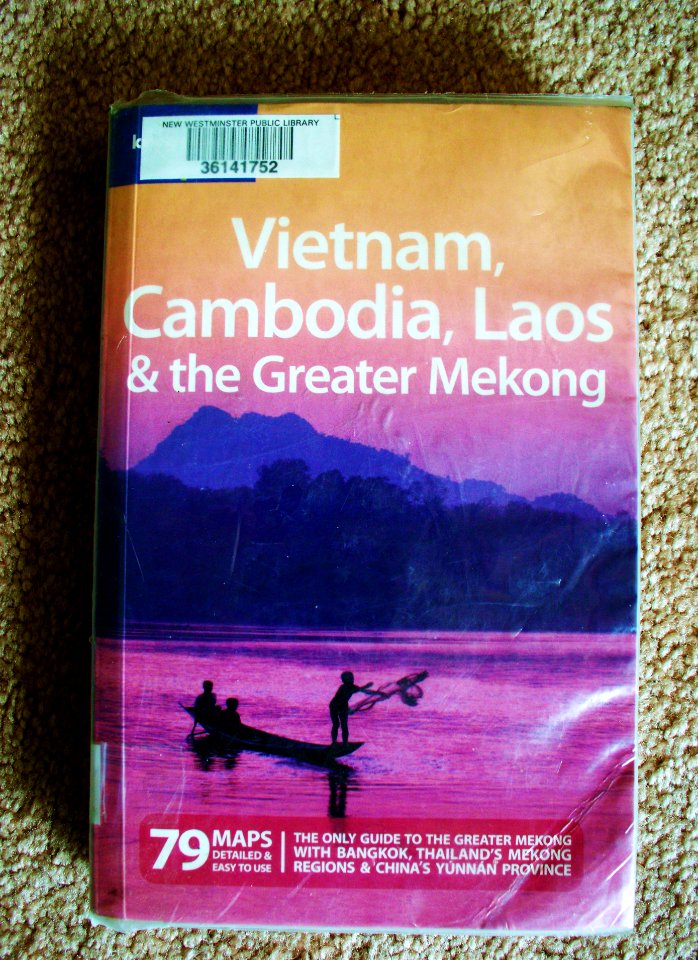 NEW WESTMINSTER PUBLIC LIBRARY
36141752
Vietnam,
Cambodia, Laos
& the Greater Mekong
79 MAPS
DETAILED &
EASY TO USE
THE ONLY GUIDE TO THE GREATER MEKONG
WITH BANGKOK, THAILAND'S MEKONG
REGIONS & CHINA'S YÚNNÁN PROVINCE